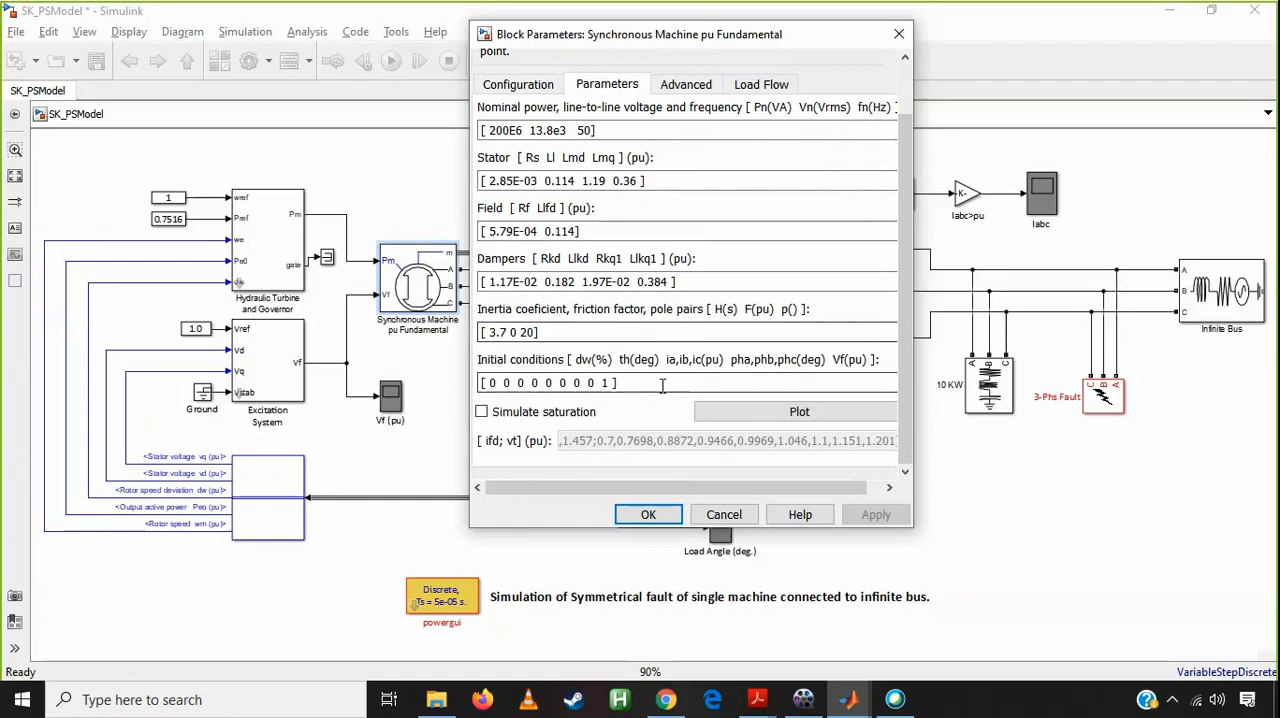 SK_PSModel * - Simulink
File Edit View Display Diagram Simulation Analysis Code Tools Help
SK_PSModel
SK_PSModel
Block Parameters: Synchronous Machine pu Fundamental
point.
Configuration Parameters Advanced Load Flow
Nominal power, line-to-line voltage and frequency [ Pn(VA) Vn(Vrms) fn(Hz) ]
[ 200E6 13.8e3 50]
Stator [ Rs Ll Lmd Lmq ] (pu):
[ 2.85E-03 0.114 1.19 0.36 ]
Field [ Rf Llfd ] (pu):
[ 5.79E-04 0.114]
Dampers [ Rkd Llkd Rkq1 Llkq1 ] (pu):
[ 1.17E-02 0.182 1.97E-02 0.384 ]
Inertia coeficient, friction factor, pole pairs [ H(s) F(pu) p() ]:
[ 3.7 0 20]
Initial conditions [ dw(%) th(deg) ia,ib,ic(pu) pha,phb,phc(deg) Vf(pu) ]:
[ 0 0 0 0 0 0 0 0 1 ]
Simulate saturation Plot
[ ifd; vt] (pu): ,1.457;0.7,0.7698,0.8872,0.9466,0.9969,1.046,1.1,1.151,1.201]
OK Cancel Help Apply
1
0.7516
wref
Pref
we
Pe0
dw
Pm
gate
Hydraulic Turbine
and Governor
1.0
Vref
Vd
Vq
Vstab
Vf
Ground
Excitation
System
Pm
Vf
m
A
B
C
Synchronous Machine
pu Fundamental
Vf (pu)
<Stator voltage vq (pu)>
<Stator voltage vd (pu)>
<Rotor speed deviation dw (pu)>
<Output active power Peo (pu)>
<Rotor speed wm (pu)>
K-
Iabc>pu
Iabc
A
B
C
Infinite Bus
A B C
10 KW
C B A
3-Phs Fault
Load Angle (deg.)
Discrete,
Ts = 5e-05 s.
powergui
Simulation of Symmetrical fault of single machine connected to infinite bus.
Ready 90% VariableStepDiscrete
Type here to search